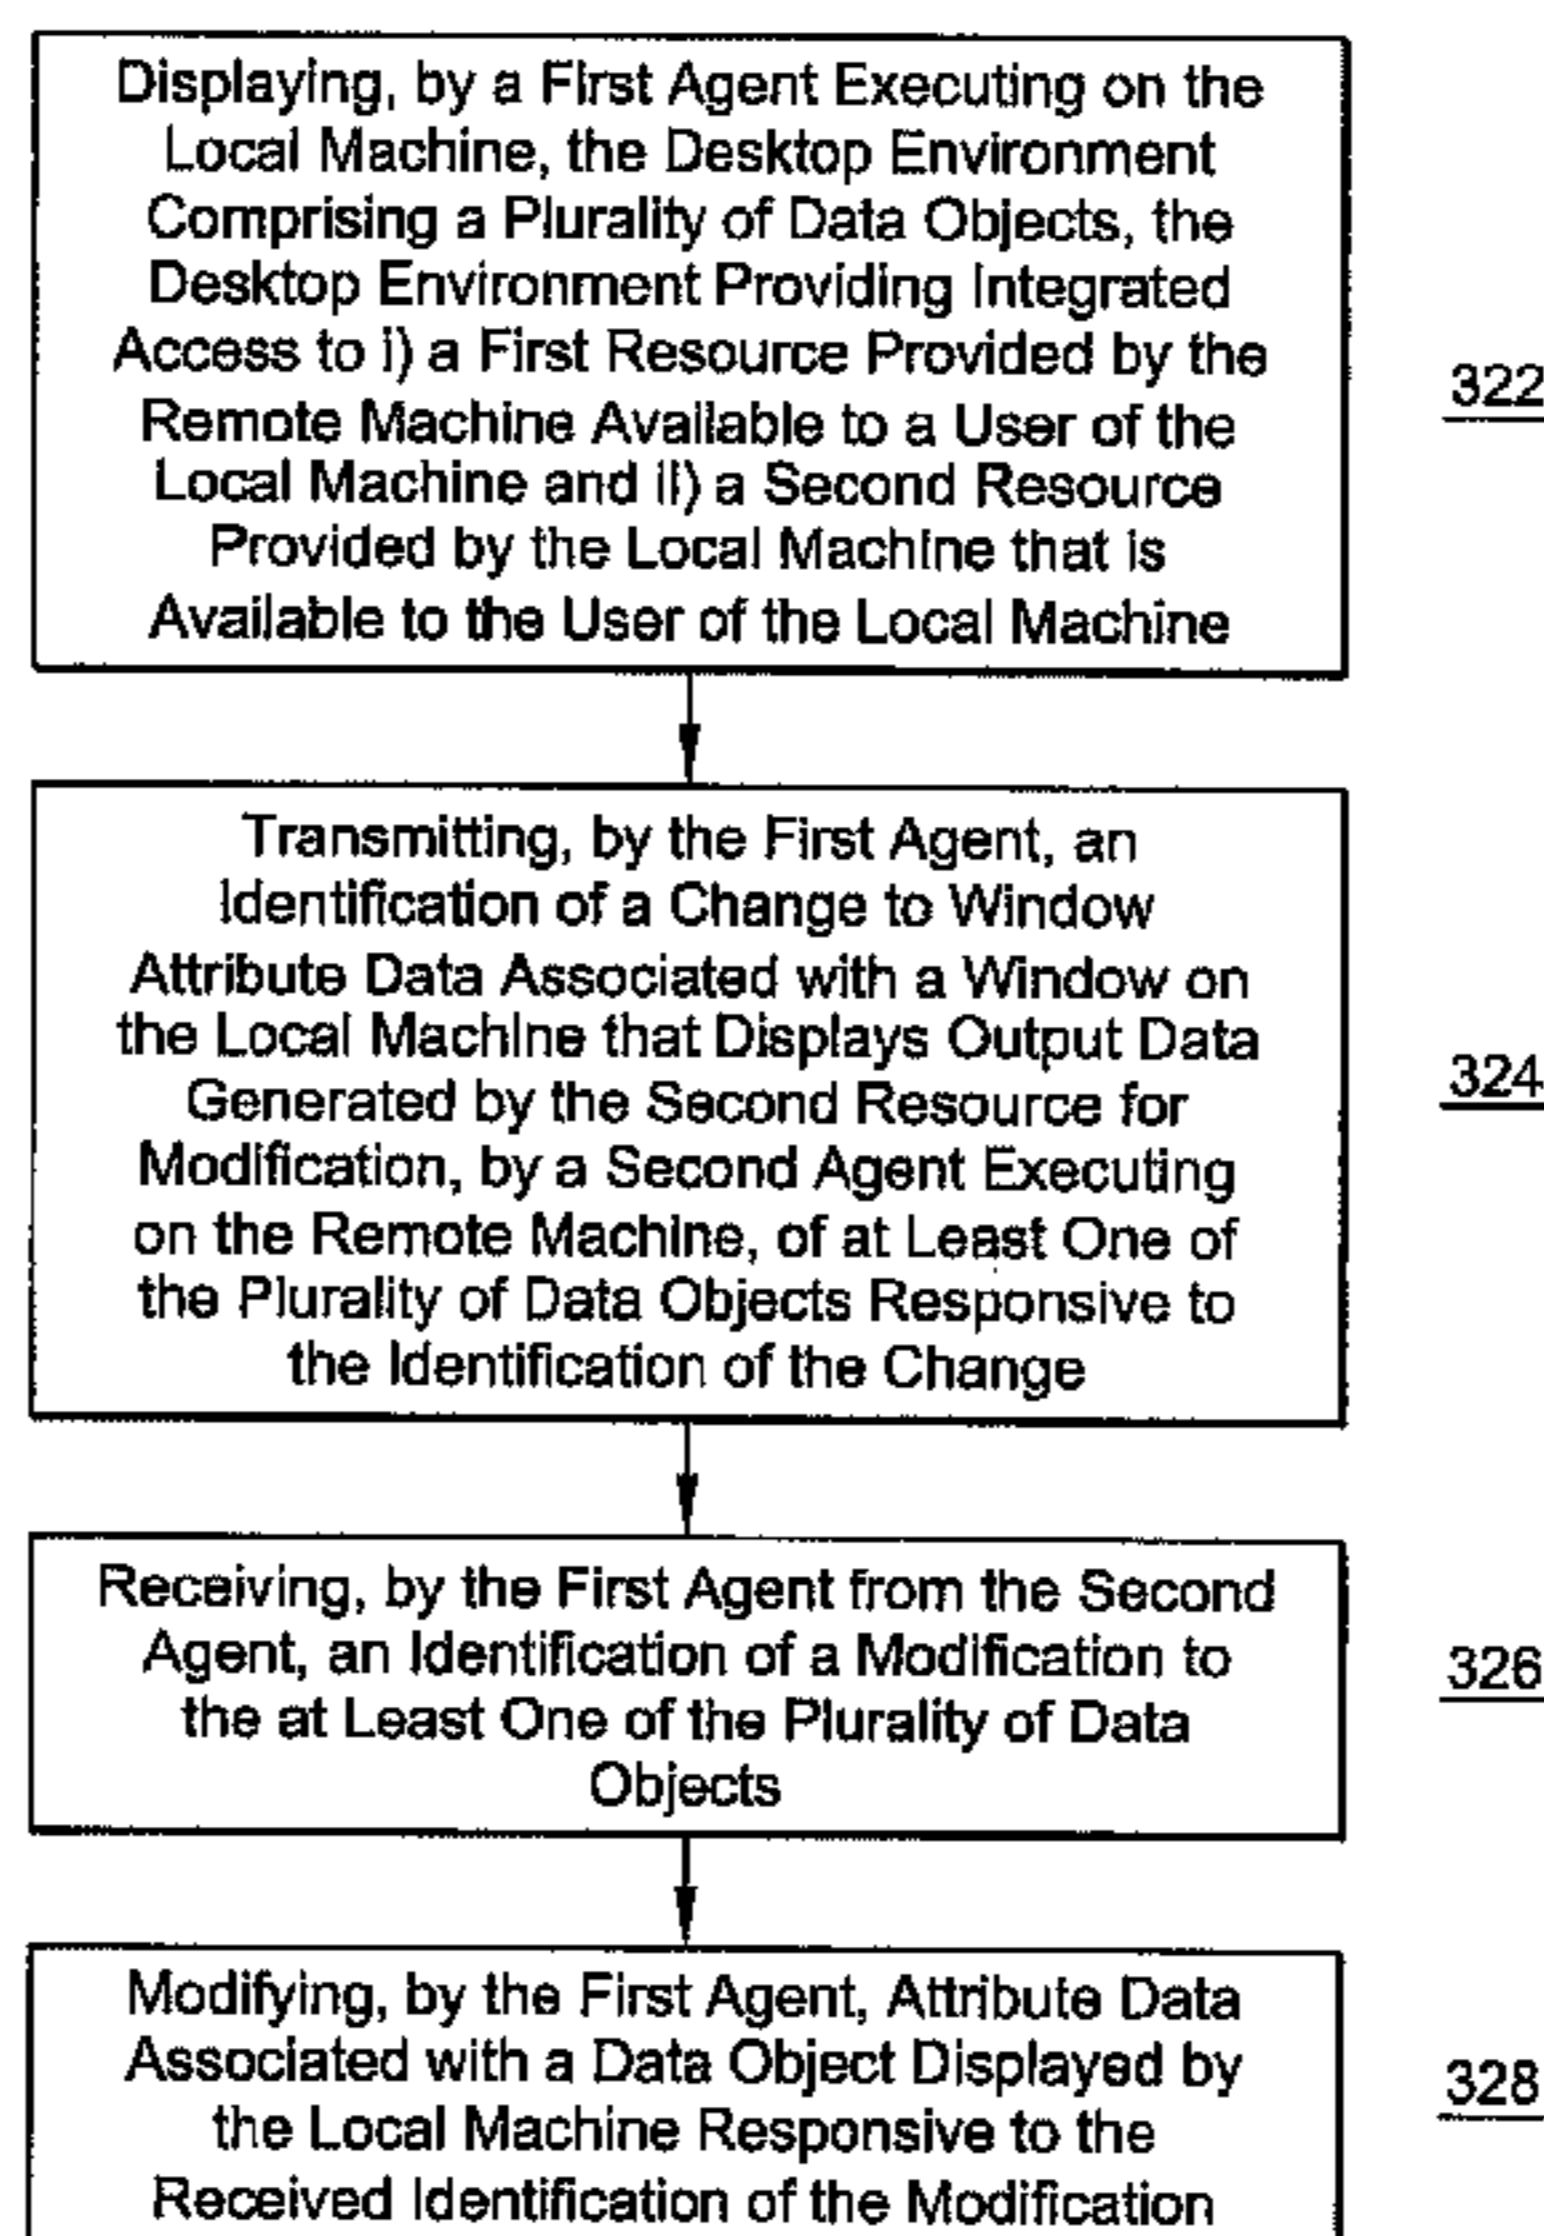 Displaying, by a First Agent Executing on the
Local Machine, the Desktop Environment
Comprising a Plurality of Data Objects, the
Desktop Environment Providing Integrated
Access to i) a First Resource Provided by the
Remote Machine Available to a User of the
Local Machine and ii) a Second Resource
Provided by the Local Machine that is
Available to the User of the Local Machine
322
Transmitting, by the First Agent, an
Identification of a Change to Window
Attribute Data Associated with a Window on
the Local Machine that Displays Output Data
Generated by the Second Resource for
Modification, by a Second Agent Executing
on the Remote Machine, of at Least One of
the Plurality of Data Objects Responsive to
the Identification of the Change
324
Receiving, by the First Agent from the Second
Agent, an Identification of a Modification to
the at Least One of the Plurality of Data
Objects
326
Modifying, by the First Agent, Attribute Data
Associated with a Data Object Displayed by
the Local Machine Responsive to the
Received Identification of the Modification
328